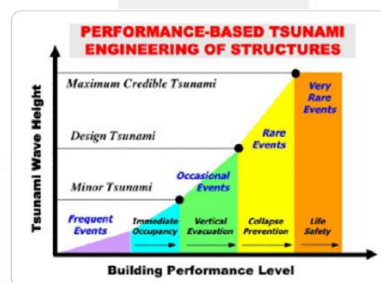 PERFORMANCE-BASED TSUNAMI
ENGINEERING OF STRUCTURES
Maximum Credible Tsunami
Very
Rare
Events
Design Tsunami
Rare
Events
Occasional
Events
Minor Tsunami
Frequent
Events
Immediate
Occupancy
Vertical
Evacuation
Collapse
Prevention
Life
Safety
Tsunami Wave Height
Building Performance Level